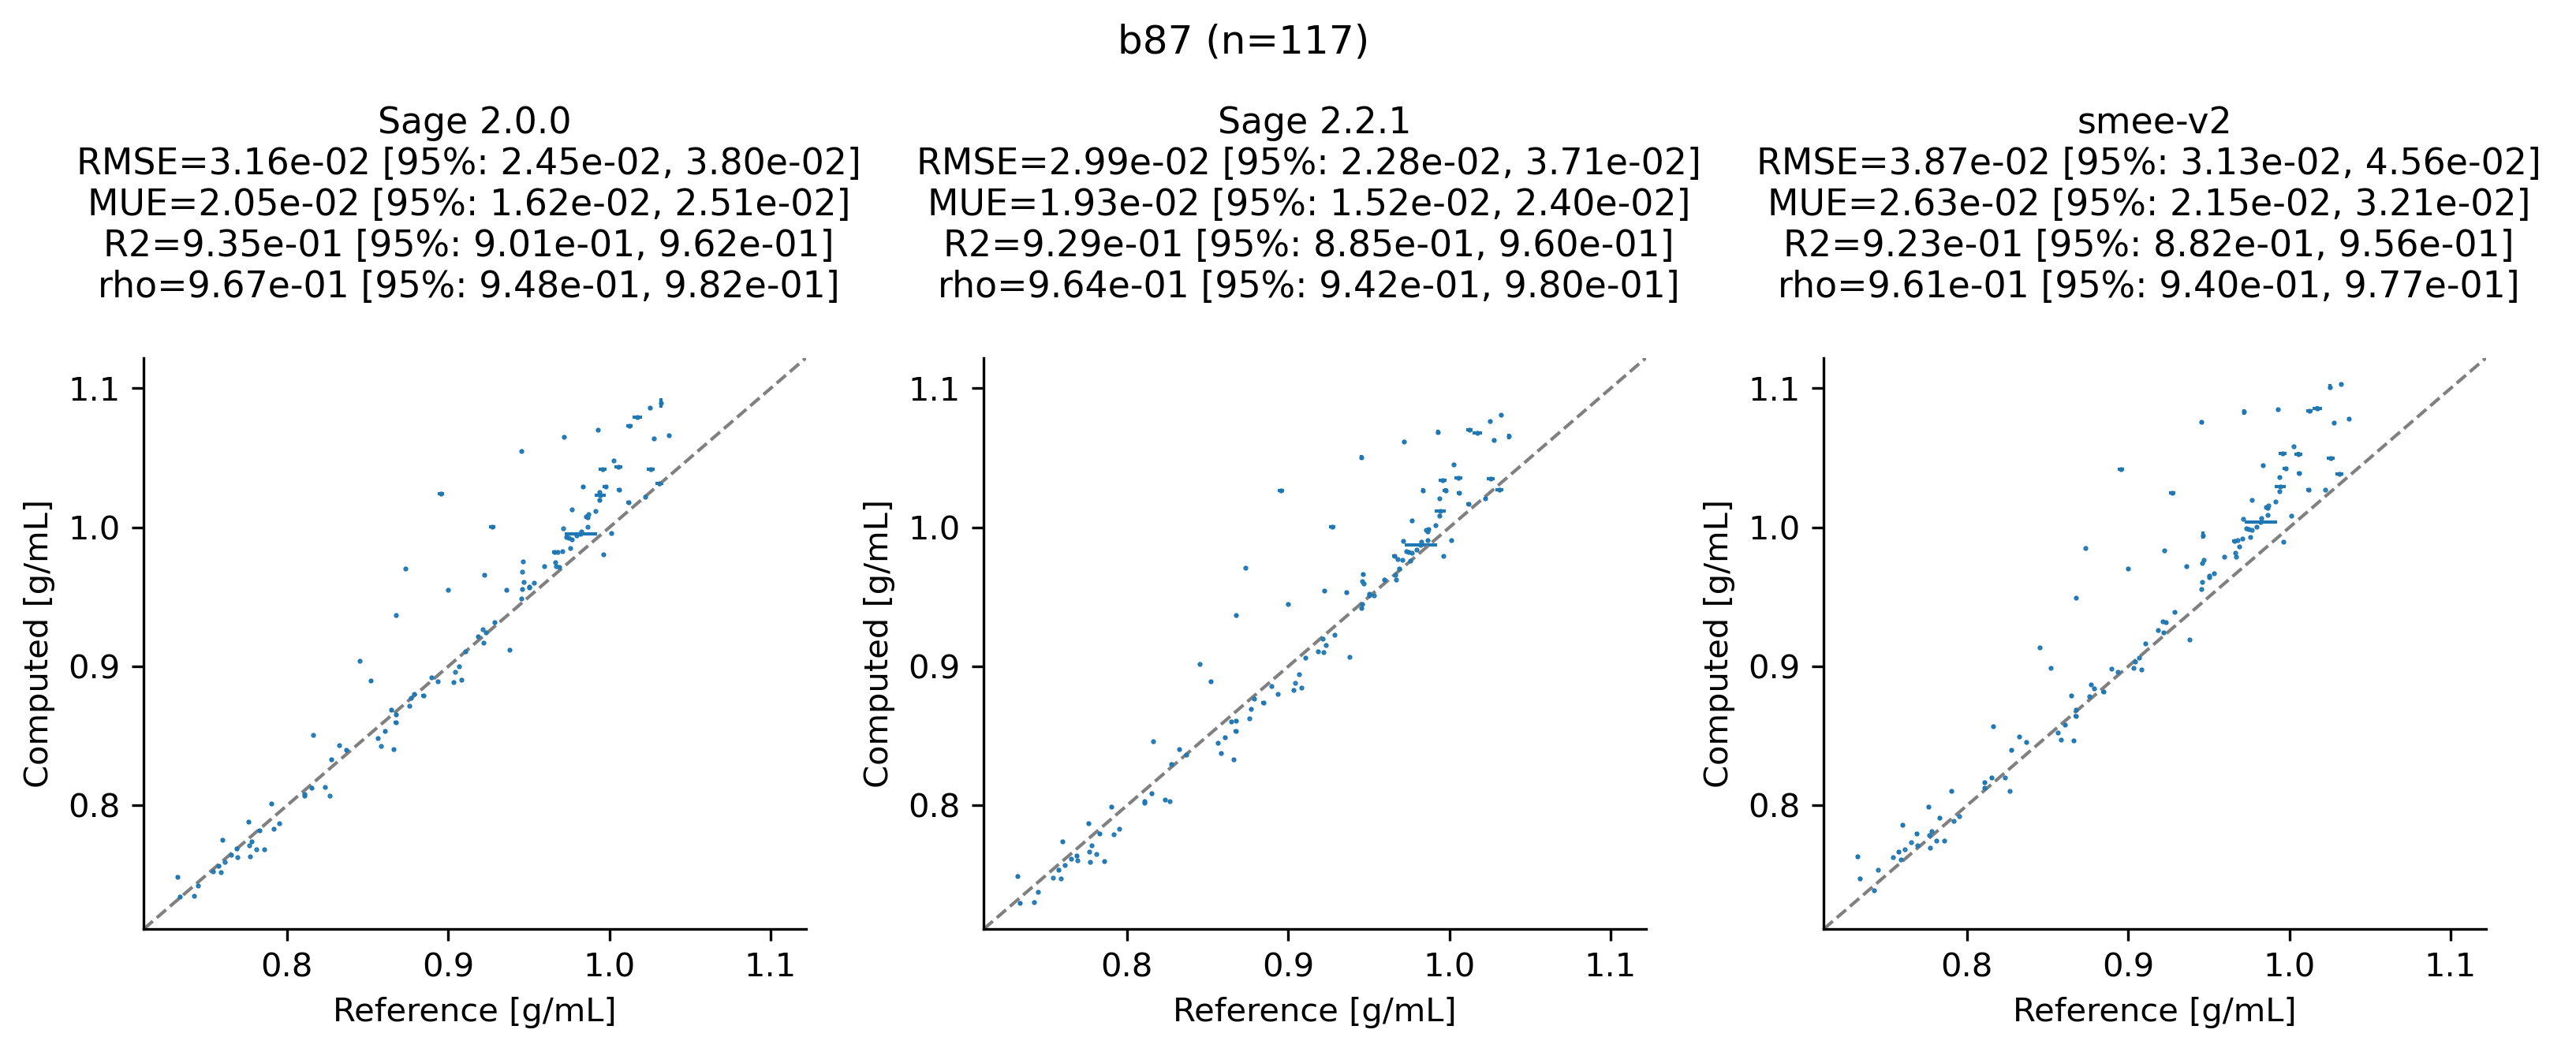 b87 (n=117)
Sage 2.0.0
RMSE=3.16e-02 [95%: 2.45e-02, 3.80e-02]
MUE=2.05e-02 [95%: 1.62e-02, 2.51e-02]
R2=9.35e-01 [95%: 9.01e-01, 9.62e-01]
rho=9.67e-01 [95%: 9.48e-01, 9.82e-01]
1.1
1.0
0.9
0.8
Computed [g/mL]
0.8 0.9 1.0 1.1
Reference [g/mL]
Sage 2.2.1
RMSE=2.99e-02 [95%: 2.28e-02, 3.71e-02]
MUE=1.93e-02 [95%: 1.52e-02, 2.40e-02]
R2=9.29e-01 [95%: 8.85e-01, 9.60e-01]
rho=9.64e-01 [95%: 9.42e-01, 9.80e-01]
1.1
1.0
0.9
0.8
Computed [g/mL]
0.8 0.9 1.0 1.1
Reference [g/mL]
smee-v2
RMSE=3.87e-02 [95%: 3.13e-02, 4.56e-02]
MUE=2.63e-02 [95%: 2.15e-02, 3.21e-02]
R2=9.23e-01 [95%: 8.82e-01, 9.56e-01]
rho=9.61e-01 [95%: 9.40e-01, 9.77e-01]
1.1
1.0
0.9
0.8
Computed [g/mL]
0.8 0.9 1.0 1.1
Reference [g/mL]